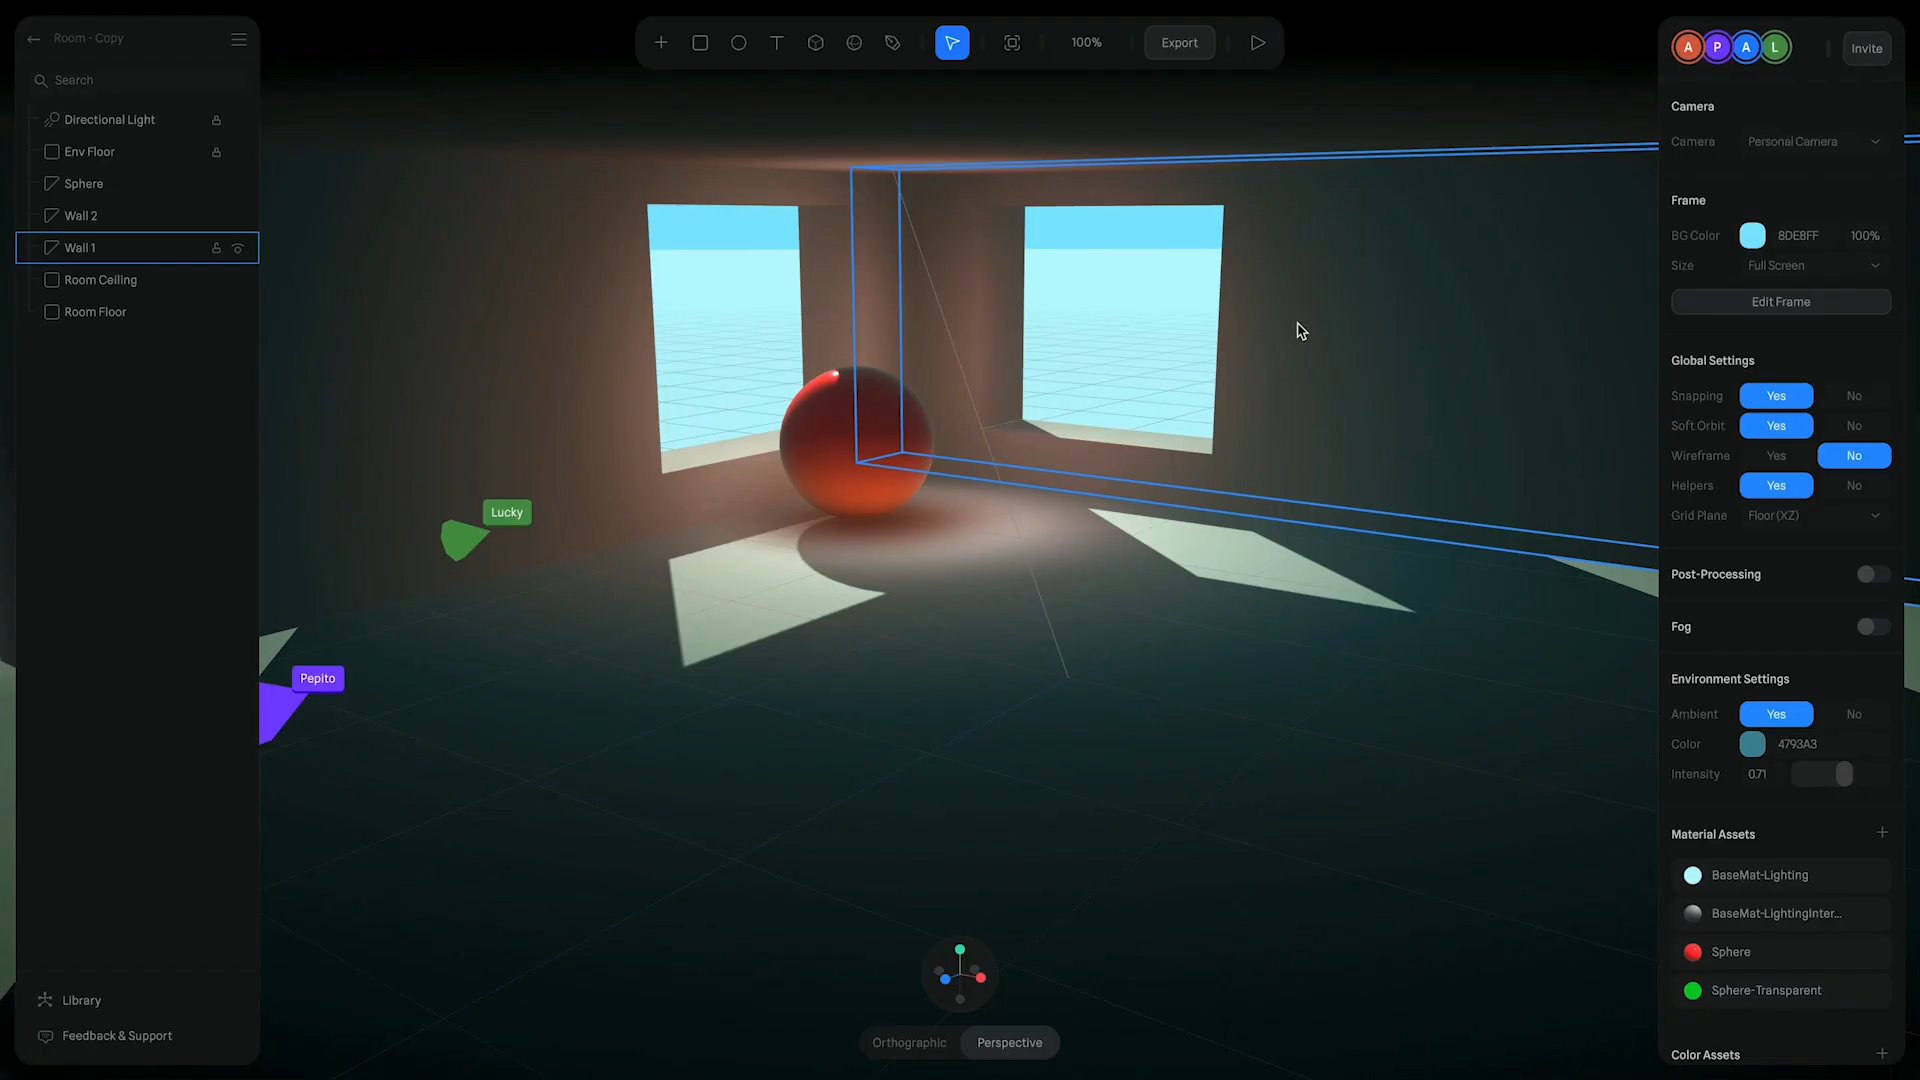 Room - Copy
Search
Directional Light
Env Floor
Sphere
Wall 2
Wall 1
Room Ceiling
Room Floor
Library
Feedback & Support
T
100%
Export
Lucky
Pepito
Orthographic
Perspective
A P A L
Invite
Camera
Camera Personal Camera
Frame
BG Color 8DE8FF 100%
Size Full Screen
Edit Frame
Global Settings
Snapping Yes No
Soft Orbit Yes No
Wireframe Yes No
Helpers Yes No
Grid Plane Floor (XZ)
Post-Processing
Fog
Environment Settings
Ambient Yes No
Color 4793A3
Intensity 0.71
Material Assets
BaseMat-Lighting
BaseMat-LightingInter...
Sphere
Sphere-Transparent
Color Assets